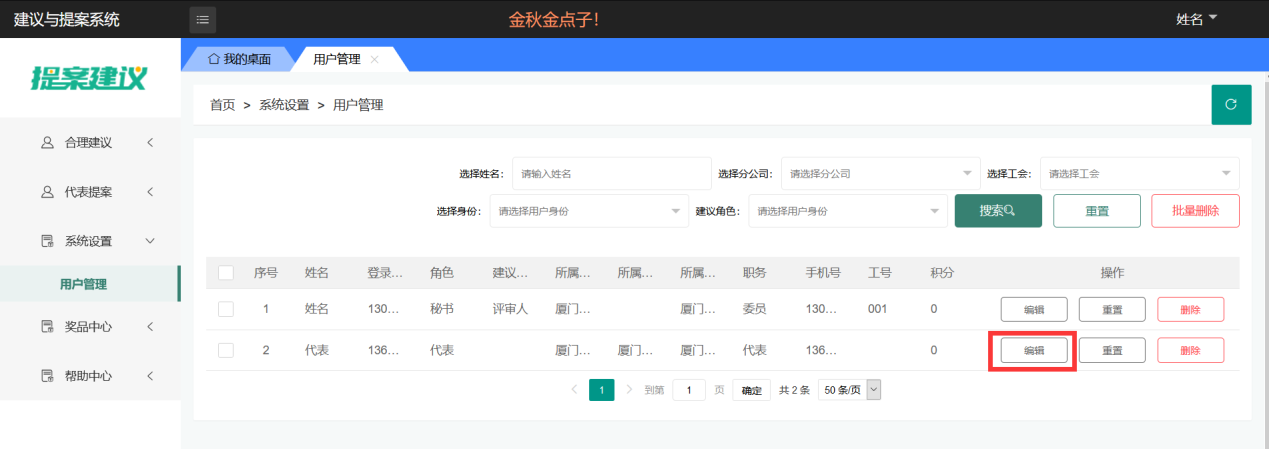 建议与提案系统 金秋金点子! 姓名
提案建议 我的桌面 用户管理
首页 > 系统设置 > 用户管理
合理建议
代表提案
系统设置
用户管理
奖品中心
帮助中心
选择姓名: 请输入姓名 选择分公司: 请选择分公司 选择工会: 请选择工会
选择身份: 请选择用户身份 建议角色: 请选择用户身份 搜索 重置 批量删除
序号 姓名 登录... 角色 建议... 所属... 所属... 所属... 职务 手机号 工号 积分 操作
1 姓名 130... 秘书 评审人 厦门... 厦门... 委员 130... 001 0 编辑 重置 删除
2 代表 136... 代表 厦门... 厦门... 厦门... 代表 136... 0 编辑 重置 删除
1 到第 1 页 确定 共 2 条 50 条/页